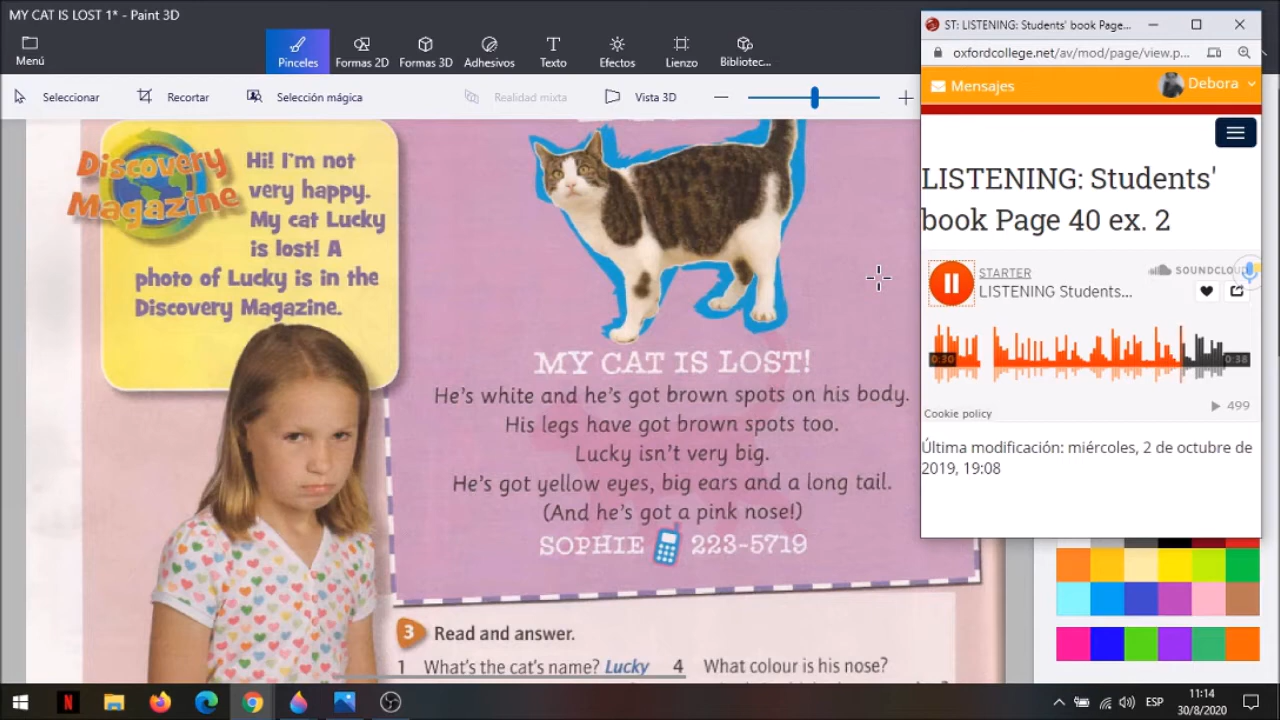 MY CAT IS LOST 1* - Paint 3D
Menú
Pinceles
Formas 2D
Formas 3D
Adhesivos
Texto
Efectos
Lienzo
Bibliotec...
Seleccionar
Recortar
Selección mágica
Realidad mixta
Vista 3D
Discovery
Magazine
Hi! I'm not
very happy.
My cat Lucky
is lost! A
photo of Lucky is in the
Discovery Magazine.
MY CAT IS LOST!
He's white and he's got brown spots on his body.
His legs have got brown spots too.
Lucky isn't very big.
He's got yellow eyes, big ears and a long tail.
(And he's got a pink nose!)
SOPHIE 223-5719
3 Read and answer.
1 What's the cat's name? Lucky 4 What colour is his nose?
ST: LISTENING: Students' book Page...
oxfordcollege.net/av/mod/page/view.p...
Mensajes
Debora
LISTENING: Students'
book Page 40 ex. 2
STARTER
SOUNDCLOU
LISTENING Students...
0:30
0:38
Cookie policy
499
Última modificación: miércoles, 2 de octubre de
2019, 19:08
ESP
11:14
30/8/2020